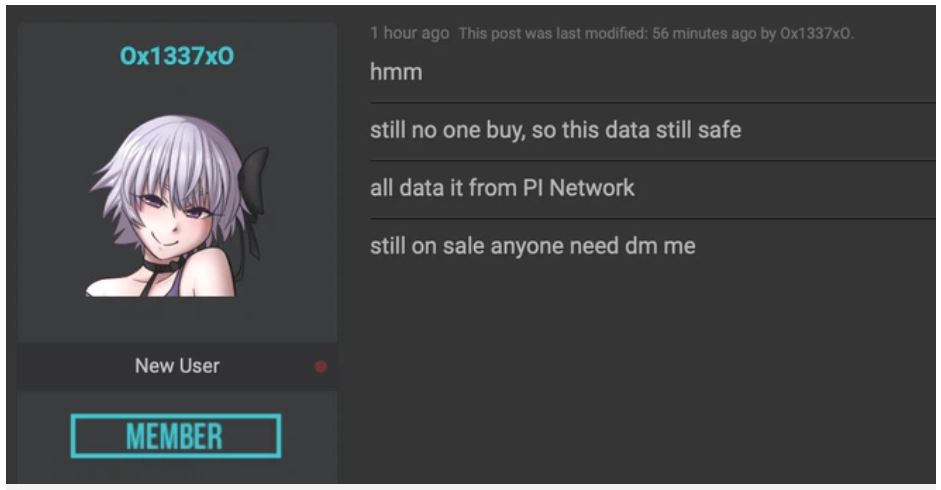 Ox1337xO
1 hour ago This post was last modified: 56 minutes ago by Ox1337xO.
hmm
still no one buy, so this data still safe
all data it from PI Network
still on sale anyone need dm me
New User
MEMBER